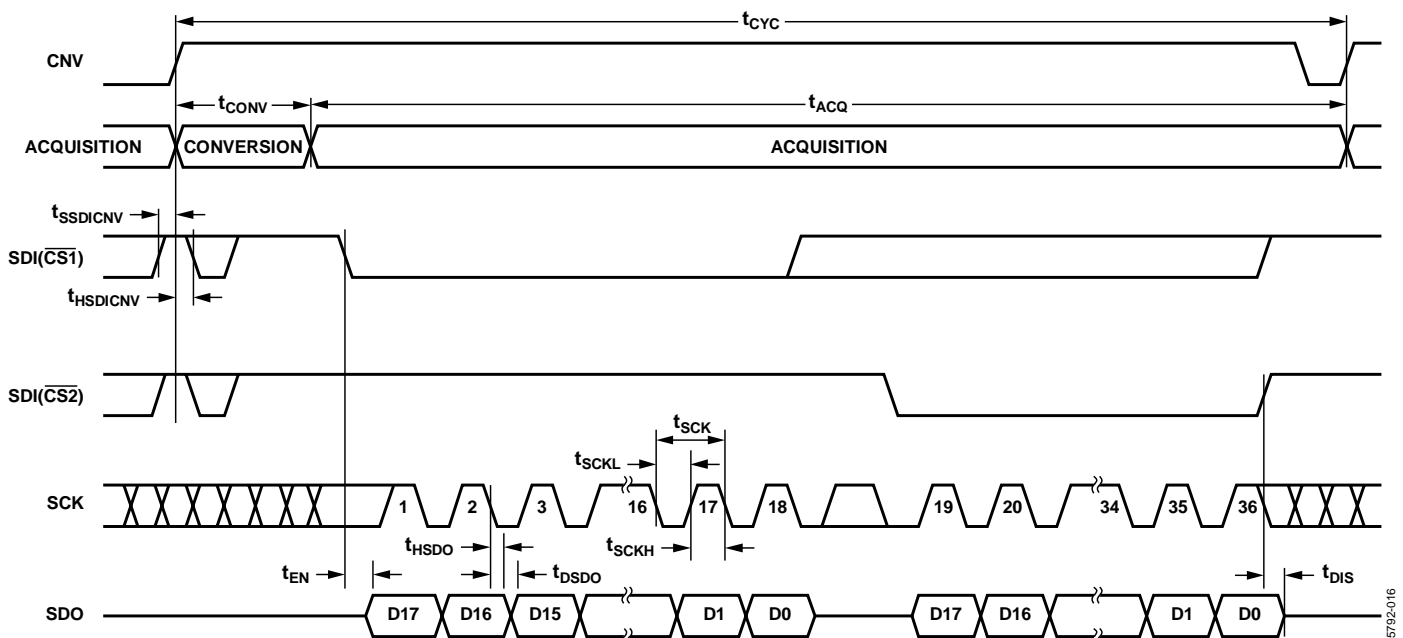 tCYC
CNV
tCONV
tACQ
ACQUISITION
CONVERSION
ACQUISITION
tSSDICNV
SDI(CS1)
tHSDICNV
SDI(CS2)
tSCK
tSCKL
SCK
1
2
3
16
17
18
19
20
34
35
36
tHSDO
tSCKH
tEN
tDSDO
tDIS
SDO
D17
D16
D15
D1
D0
D17
D16
D1
D0
5792-016